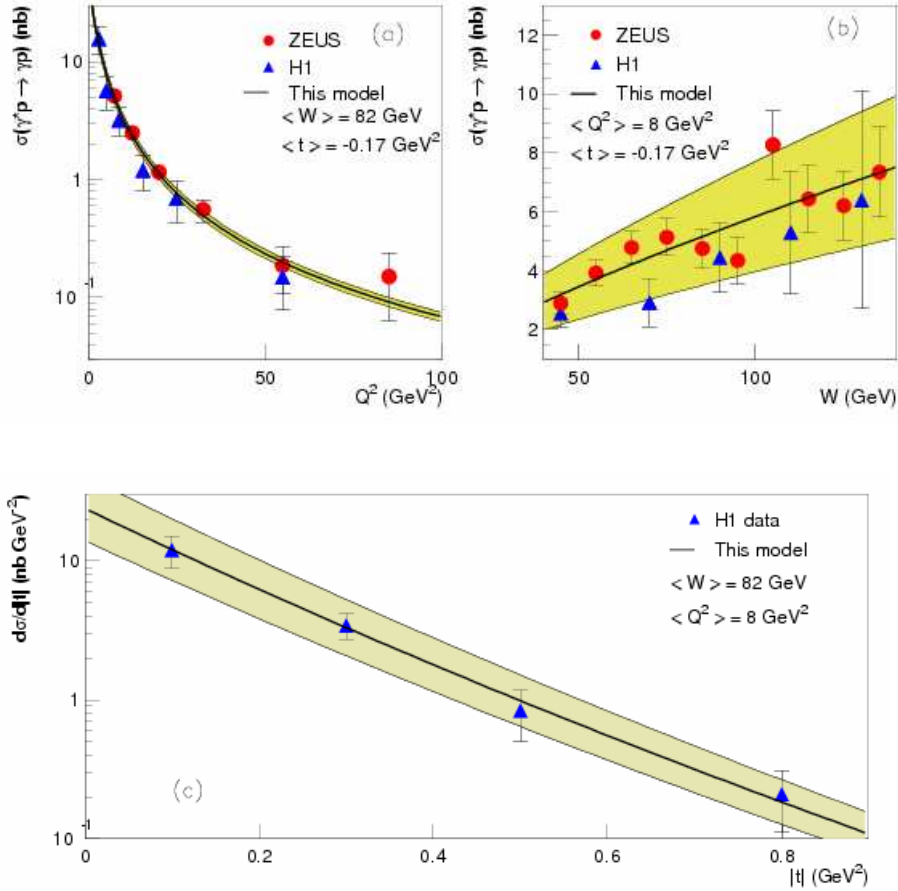 σ(γ*p → γp) (nb)
10
1
10⁻¹
0
50
100
Q² (GeV²)
(a)
ZEUS
H1
This model
< W > = 82 GeV
< t > = -0.17 GeV²
σ(γ*p → γp) (nb)
12
10
8
6
4
2
50
100
W (GeV)
(b)
ZEUS
H1
This model
< Q² > = 8 GeV²
< t > = -0.17 GeV²
dσ/d|t| (nb GeV⁻²)
10
1
10⁻¹
0
0.2
0.4
0.6
0.8
|t| (GeV²)
(c)
H1 data
This model
< W > = 82 GeV
< Q² > = 8 GeV²